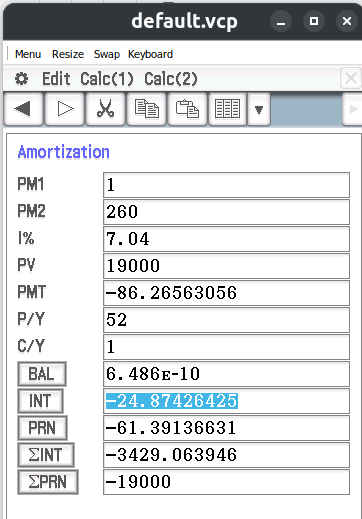 default.vcp
Menu Resize Swap Keyboard
Edit Calc(1) Calc(2)
Amortization
PM1 1
PM2 260
I% 7.04
PV 19000
PMT -86.26563056
P/Y 52
C/Y 1
BAL 6.486E-10
INT -24.87426425
PRN -61.39136631
ΣINT -3429.063946
ΣPRN -19000